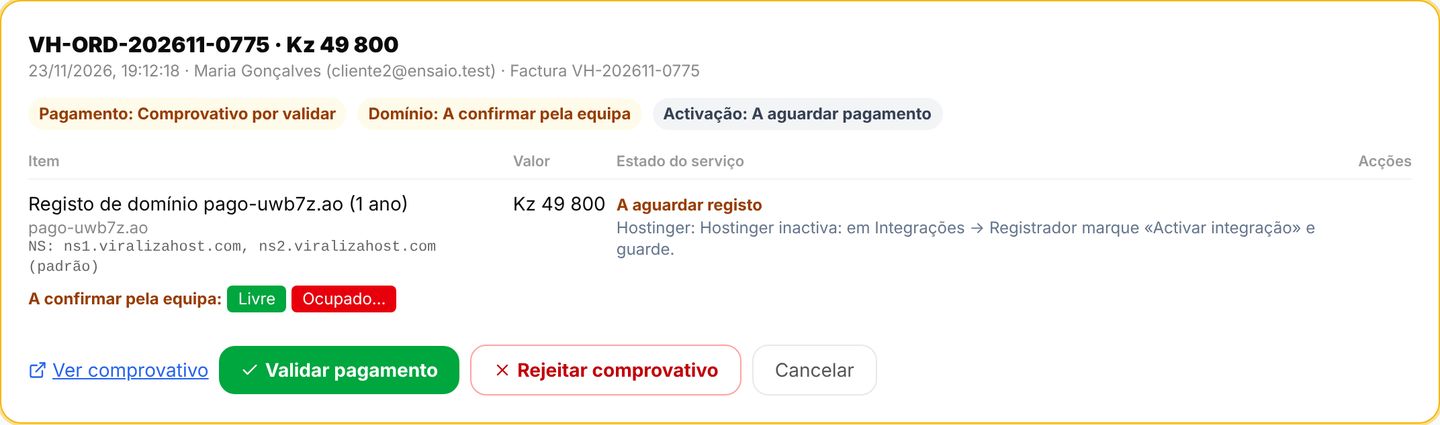 VH-ORD-202611-0775 · Kz 49 800
23/11/2026, 19:12:18 · Maria Gonçalves (cliente2@ensaio.test) · Factura VH-202611-0775
Pagamento: Comprovativo por validar Domínio: A confirmar pela equipa Activação: A aguardar pagamento
Item Valor Estado do serviço Acções
Registo de domínio pago-uwb7z.ao (1 ano) Kz 49 800 A aguardar registo
pago-uwb7z.ao Hostinger: Hostinger inactiva: em Integrações → Registrador marque «Activar integração» e
NS: ns1.viralizahost.com, ns2.viralizahost.com guarde.
(padrão)
A confirmar pela equipa: Livre Ocupado...
Ver comprovativo ✓ Validar pagamento × Rejeitar comprovativo Cancelar